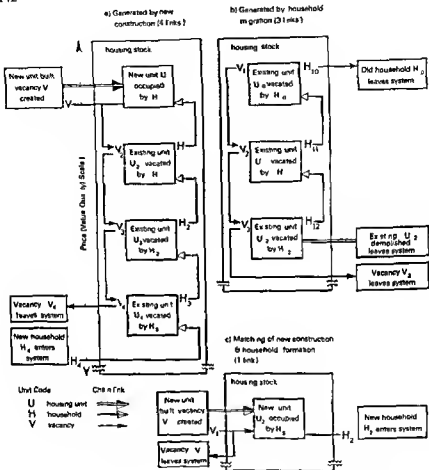 a) Generated by new
construction (4 links)
housing stock
New unit built
vacancy V
created
V
New unit U
occupied
by H
V2
Existing unit
U2 vacated
by H
H2
V3
Existing unit
U3 vacated
by H2
H3
V4
Existing unit
U4 vacated
by H3
Vacancy V4
leaves system
New household
H4 enters
system
H4
Price (Value Quality) Scale
b) Generated by household
migration (3 links)
housing stock
V1
Existing unit
vacated
by H0
H10
Old household H0
leaves system
V2
Existing unit
U vacated
by H
H11
V3
Existing unit
U2 vacated
by H2
H12
Existing U2
demolished
leaves system
Vacancy V3
leaves system
c) Matching of new construction
& household formation
(1 link)
housing stock
New unit
built vacancy
V created
V1
New unit
U2 occupied
by
H2
New household
enters system
Vacancy V
leaves system
Unit Code
Chain link
U housing unit
H household
V vacancy